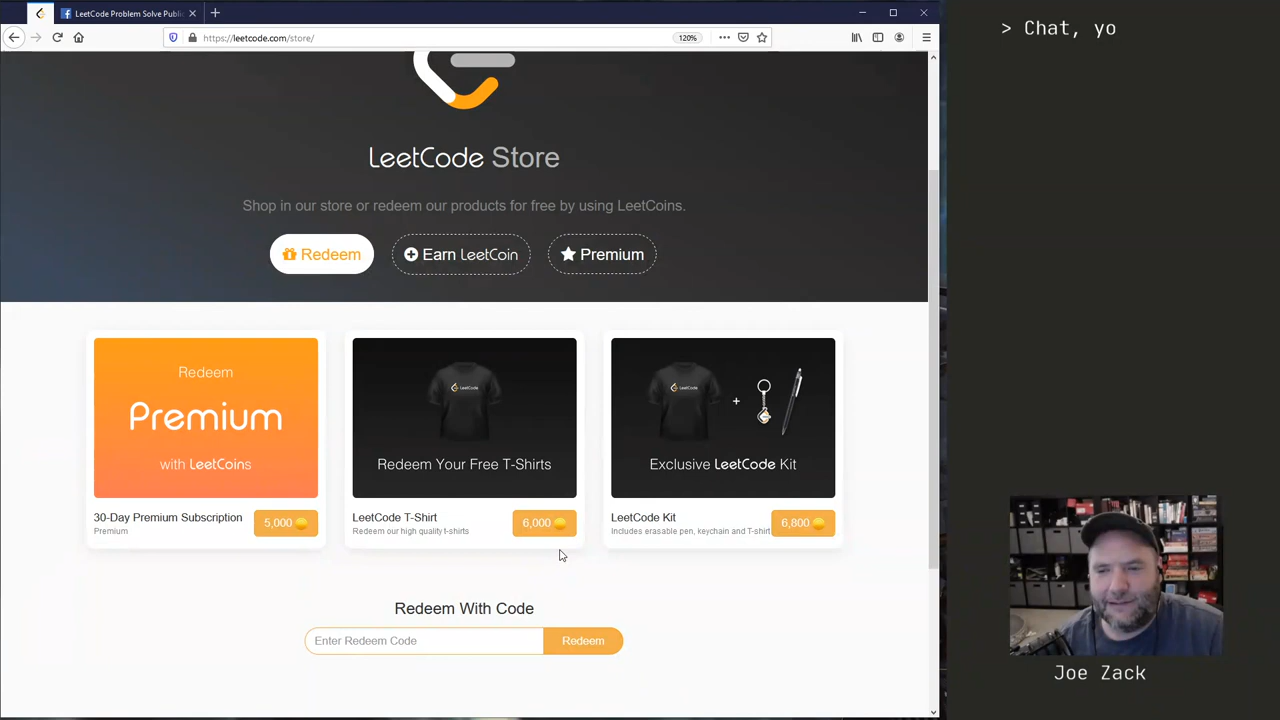 LeetCode Problem Solve Publi
https://leetcode.com/store/
120%
> Chat, yo
LeetCode Store
Shop in our store or redeem our products for free by using LeetCoins.
Redeem
Earn LeetCoin
Premium
Redeem
Premium
with LeetCoins
LeetCode
Redeem Your Free T-Shirts
LeetCode
+
Exclusive LeetCode Kit
30-Day Premium Subscription
Premium
5,000
LeetCode T-Shirt
Redeem our high quality t-shirts
6,000
LeetCode Kit
Includes erasable pen, keychain and T-shirt
6,800
Redeem With Code
Enter Redeem Code
Redeem
Joe Zack